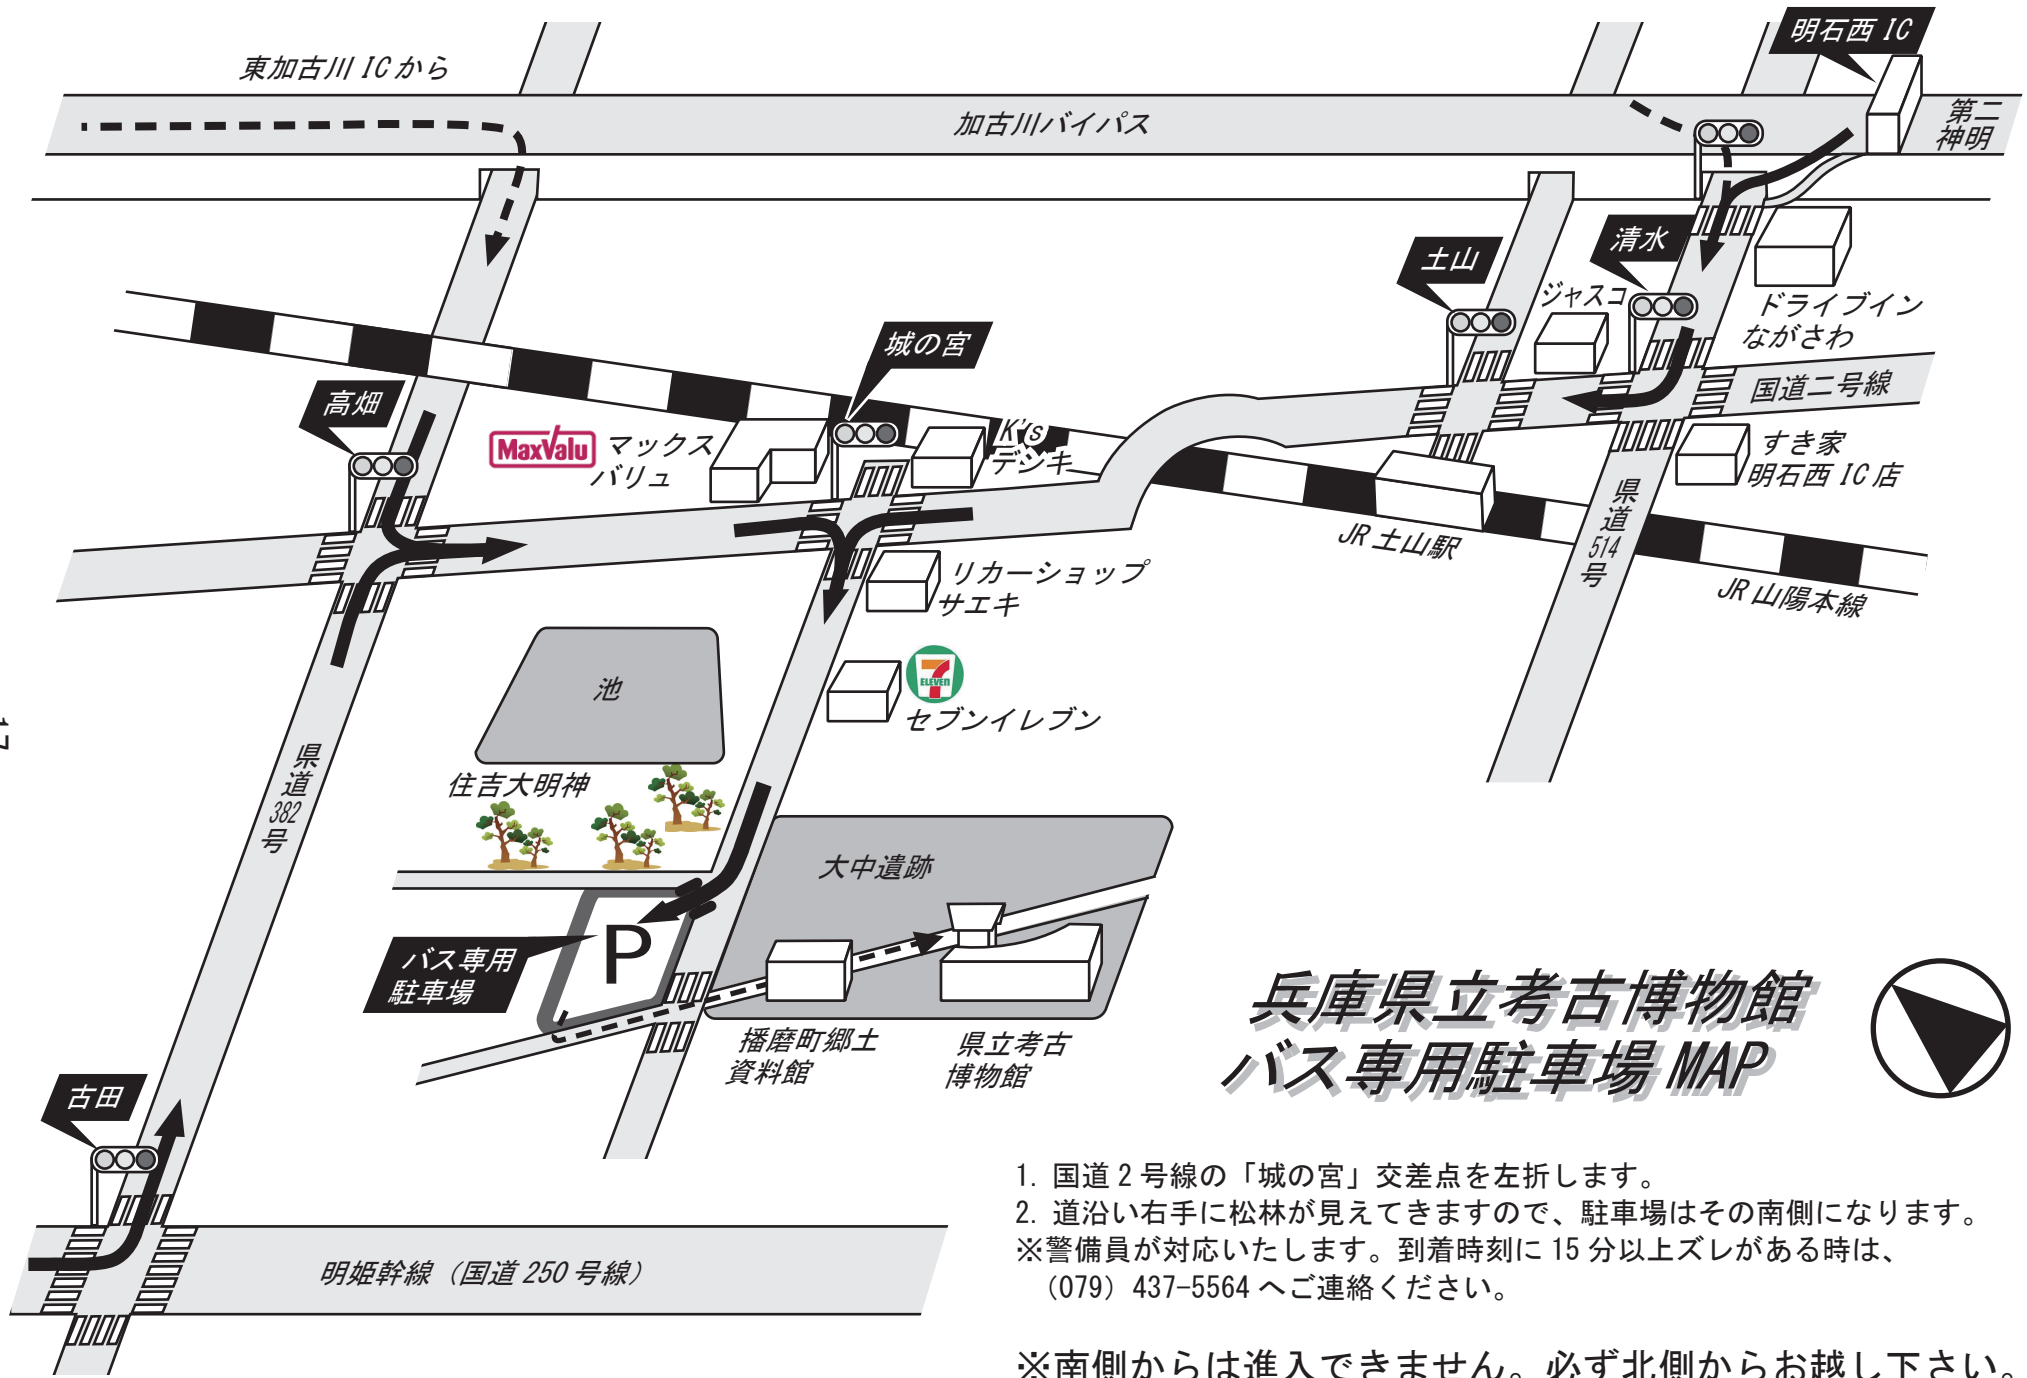 明石西 IC
東加古川 IC から
加古川バイパス
第二
神明
清水
土山
ジャスコ
ドライブイン
ながさわ
城の宮
高畑
国道二号線
MaxValu
マックス
バリュ
K's
デンキ
すき家
明石西 IC 店
県道514号
JR 土山駅
JR 山陽本線
リカーショップ
サエキ
池
7
ELEVEn
セブンイレブン
県道382号
住吉大明神
大中遺跡
バス専用
駐車場
P
播磨町郷土
資料館
県立考古
博物館
兵庫県立考古博物館
バス専用駐車場 MAP
古田
明姫幹線（国道 250 号線）
1. 国道 2 号線の「城の宮」交差点を左折します。
2. 道沿い右手に松林が見えてきますので、駐車場はその南側になります。
※警備員が対応いたします。到着時刻に 15 分以上ズレがある時は、
（079）437-5564 へご連絡ください。
※南側からは進入できません。必ず北側からお越し下さい。